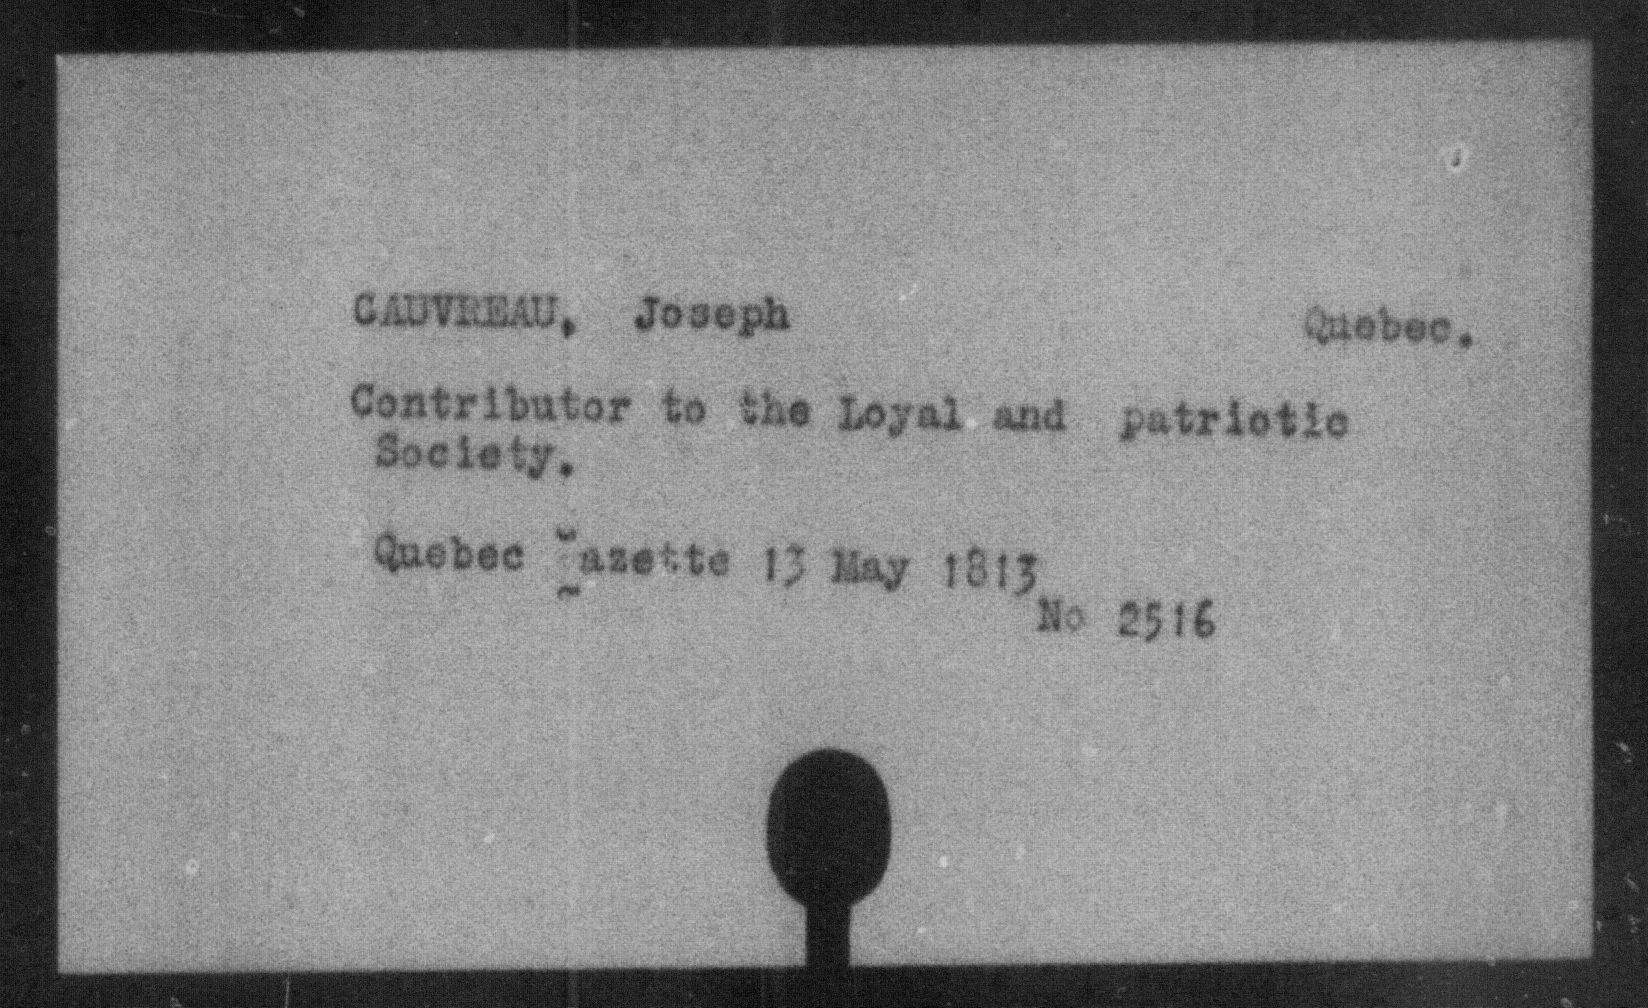 CAUVREAU, Joseph Quebec.
Contributor to the Loyal and patriotic
Society.
Quebec Gazette 13 May 1813
No 2516